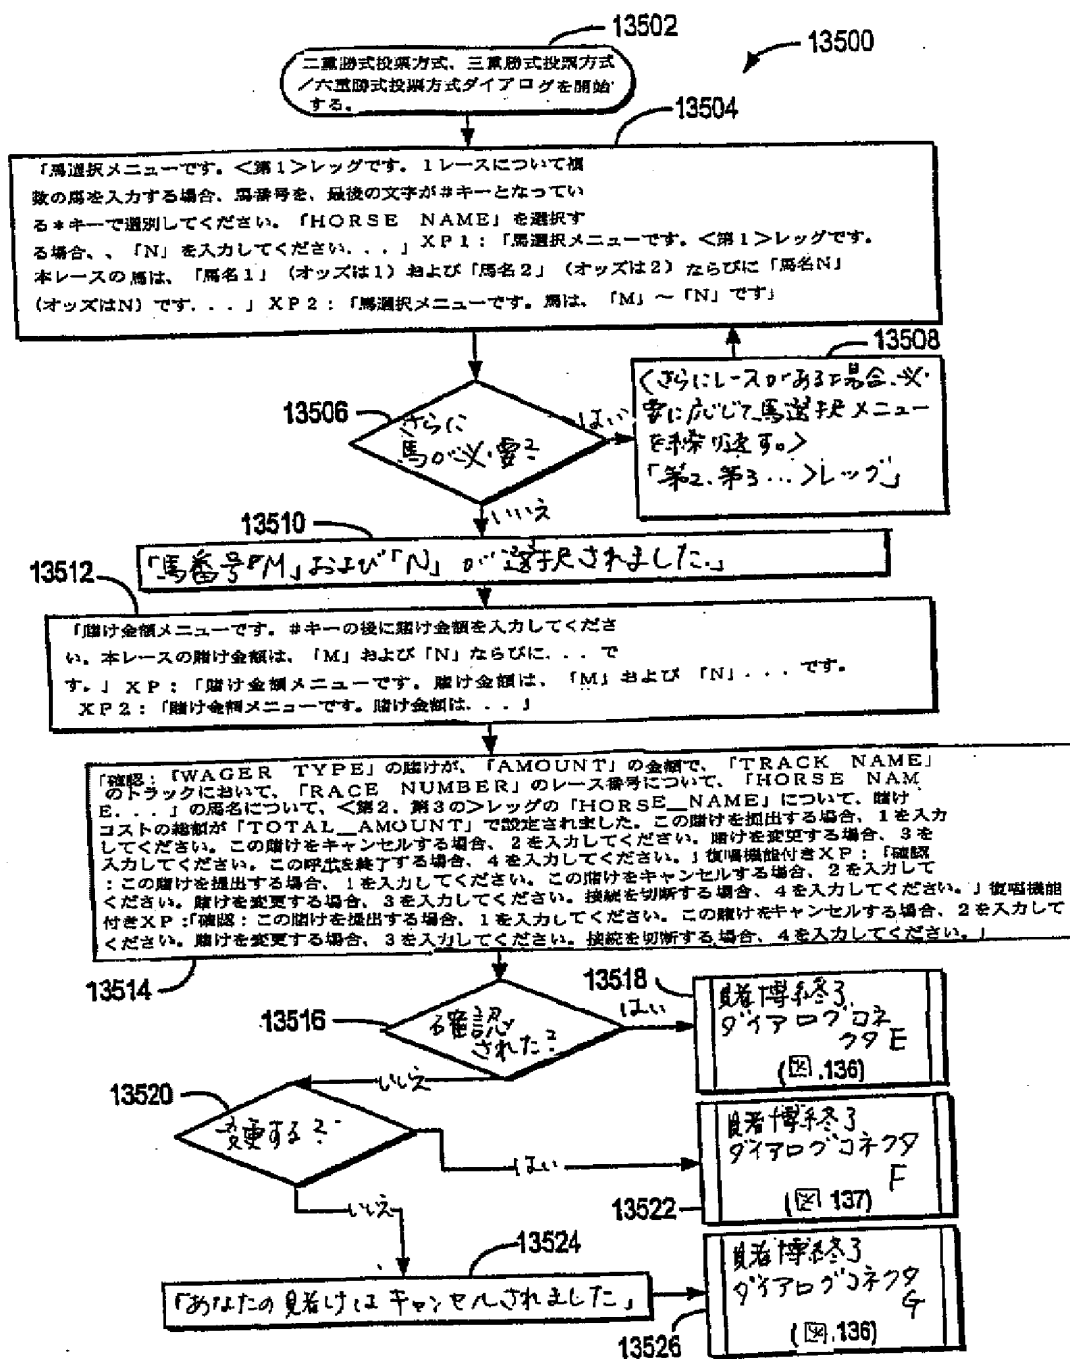 13502
13500
二重勝式投票方式、三重勝式投票方式
/六重勝式投票方式ダイアログを開始
する。
13504
「馬選択メニューです。<第1>レッグです。1レースについて複
数の馬を入力する場合、馬番号を、最後の文字が#キーとなってい
る*キーで選別してください。「HORSE NAME」を選択す
る場合、、「N」を入力してください...」XP1:「馬選択メニューです。<第1>レッグです。
本レースの馬は、「馬名1」(オッズは1)および「馬名2」(オッズは2)ならびに「馬名N」
(オッズはN)です...」XP2:「馬選択メニューです。馬は、「M」~「N」です」
13508
<さらにレースがある場合、必
要に応じて馬選択メニュー
を繰り返す。>
「第2、第3...>レッグ」
13506
さらに
馬が必要?
はい
いいえ
13510
「馬番号「M」および「N」が選択されました。」
13512
「賭け金額メニューです。#キーの後に賭け金額を入力してくださ
い。本レースの賭け金額は、「M」および「N」ならびに...で
す。」XP:「賭け金額メニューです。賭け金額は、「M」および「N」...です。
XP2:「賭け金額メニューです。賭け金額は...」
「確認:「WAGER TYPE」の賭けが、「AMOUNT」の金額で、「TRACK NAME」
のトラックにおいて、「RACE NUMBER」のレース番号について、「HORSE NAM
E...」の馬名について、<第2、第3の>レッグの「HORSE_NAME」について、賭け
コストの総額が「TOTAL_AMOUNT」で設定されました。この賭けを提出する場合、1を入力
してください。この賭けをキャンセルする場合、2を入力してください。賭けを変更する場合、3を
入力してください。この呼出を終了する場合、4を入力してください。」復唱機能付きXP:「確認
:この賭けを提出する場合、1を入力してください。この賭けをキャンセルする場合、2を入力して
ください。賭けを変更する場合、3を入力してください。接続を切断する場合、4を入力してください。」復唱機能
付きXP:「確認:この賭けを提出する場合、1を入力してください。この賭けをキャンセルする場合、2を入力して
ください。賭けを変更する場合、3を入力してください。接続を切断する場合、4を入力してください。」
13514
13516
確認
された?
はい
13518
賭博終了
ダイアログコネ
クタE
(図.136)
いいえ
13520
変更する?
はい
賭博終了
ダイアログコネクタ
F
(図 137)
13522
いいえ
13524
「あなたの賭けはキャンセルされました」
賭博終了
ダイアログコネクタ
G
(図.136)
13526